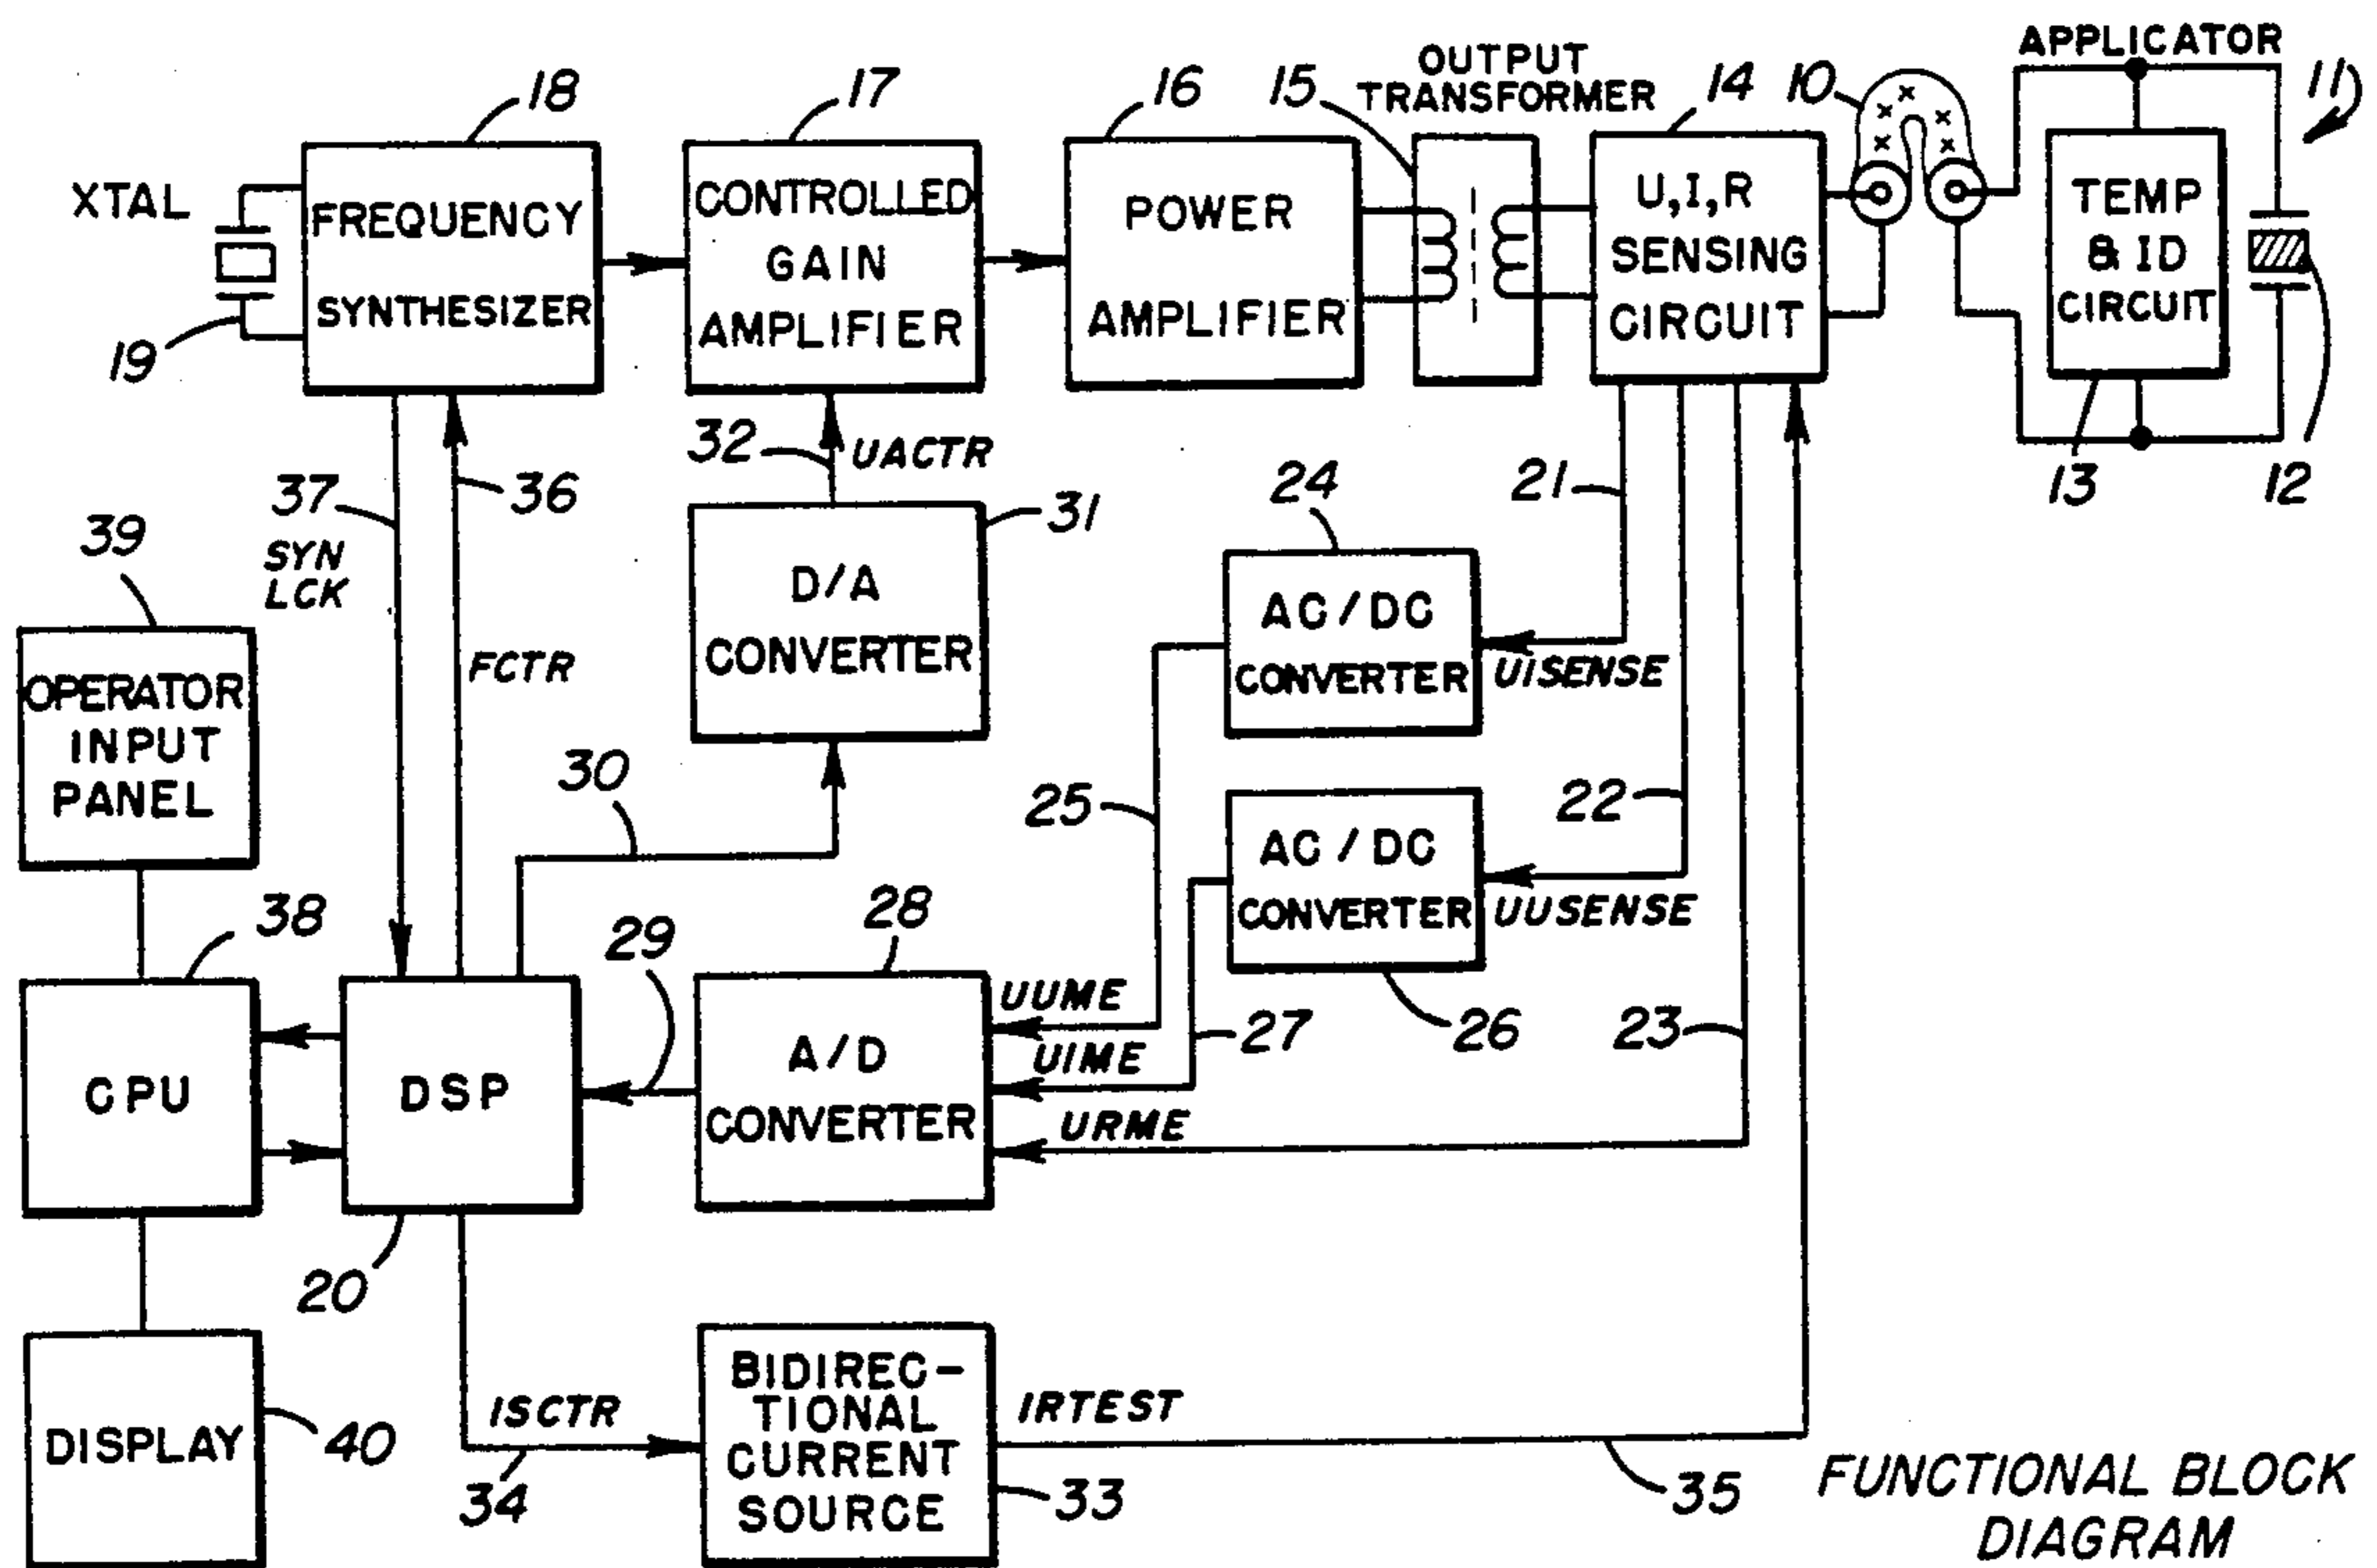 APPLICATOR
OUTPUT
TRANSFORMER
18
17
16
15
14
10
11
XTAL
19
FREQUENCY
SYNTHESIZER
CONTROLLED
GAIN
AMPLIFIER
POWER
AMPLIFIER
U,I,R
SENSING
CIRCUIT
TEMP
& ID
CIRCUIT
13
12
37
SYN
LCK
36
FCTR
32
UACTR
31
D/A
CONVERTER
30
24
AC/DC
CONVERTER
21
UISENSE
25
AC/DC
CONVERTER
22
UUSENSE
26
27
23
39
OPERATOR
INPUT
PANEL
38
CPU
DSP
20
29
28
A/D
CONVERTER
UUME
UIME
URME
DISPLAY
40
ISCTR
34
BIDIREC-
TIONAL
CURRENT
SOURCE
33
IRTEST
35
FUNCTIONAL BLOCK
DIAGRAM